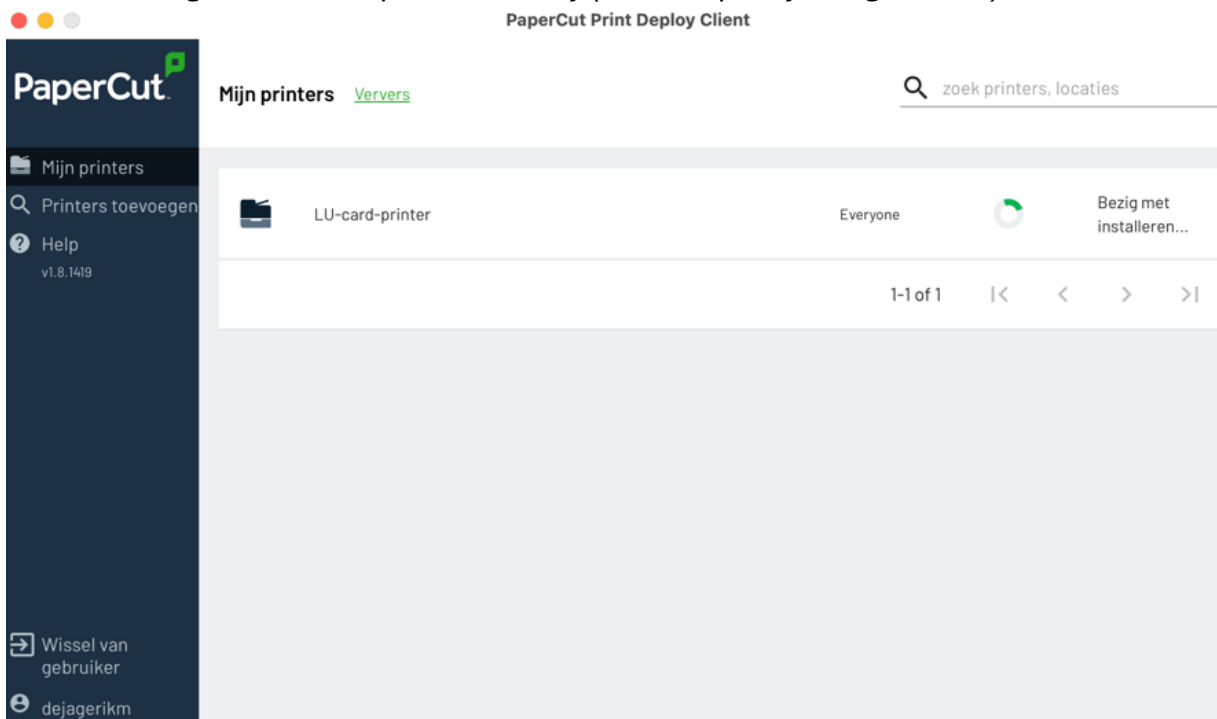 PaperCut Print Deploy Client
PaperCut
Mijn printers Ververs
zoek printers, locaties
Mijn printers
Printers toevoegen
Help
v1.8.1419
LU-card-printer Everyone Bezig met
installeren...
1-1 of 1
Wissel van
gebruiker
dejagerikm